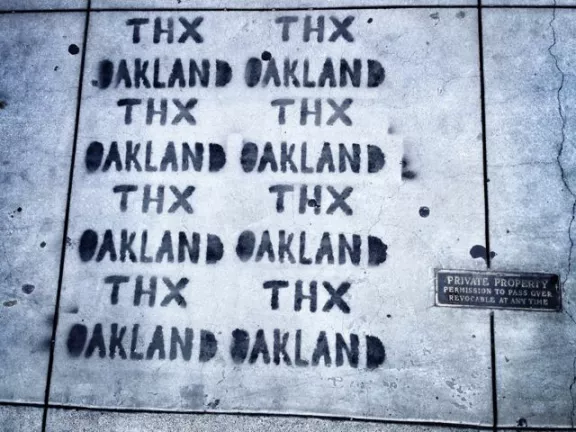 THX THX
OAKLAND OAKLAND
THX THX
OAKLAND OAKLAND
THX THX
OAKLAND OAKLAND
THX THX
OAKLAND OAKLAND
PRIVATE PROPERTY
PERMISSION TO PASS OVER
REVOCABLE AT ANY TIME